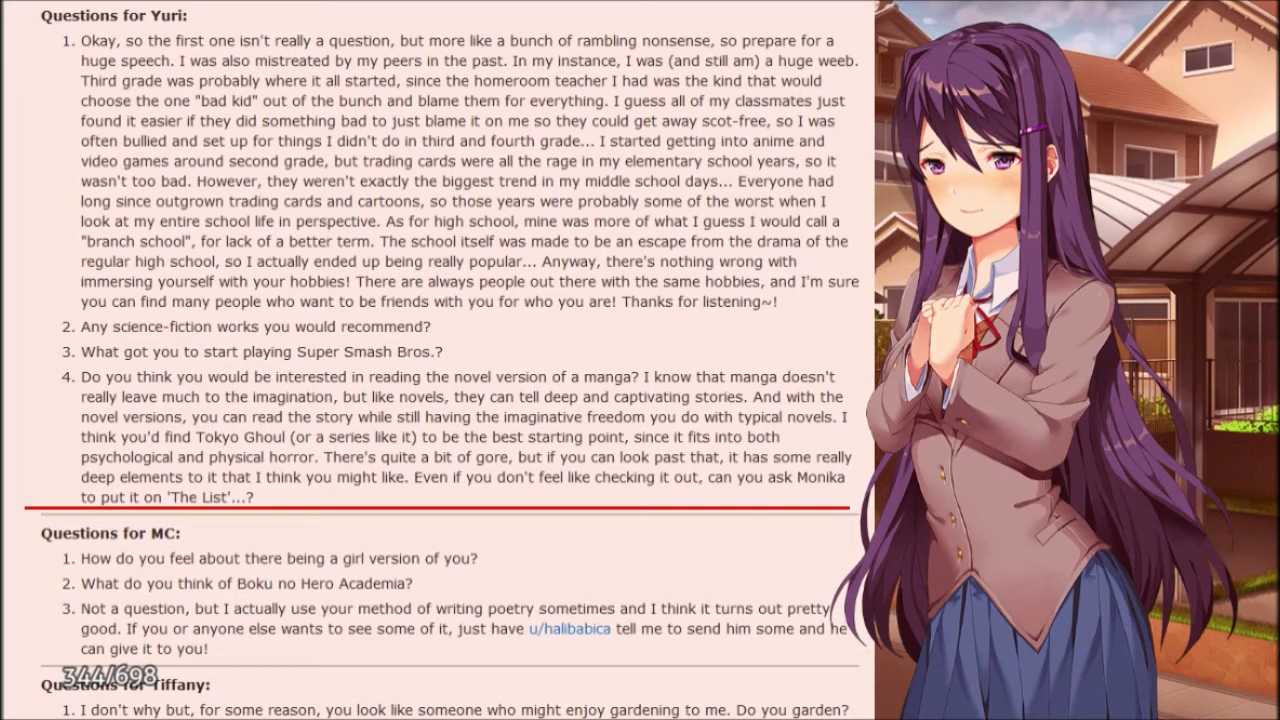 Questions for Yuri:
1. Okay, so the first one isn't really a question, but more like a bunch of rambling nonsense, so prepare for a
huge speech. I was also mistreated by my peers in the past. In my instance, I was (and still am) a huge weeb.
Third grade was probably where it all started, since the homeroom teacher I had was the kind that would
choose the one "bad kid" out of the bunch and blame them for everything. I guess all of my classmates just
found it easier if they did something bad to just blame it on me so they could get away scot-free, so I was
often bullied and set up for things I didn't do in third and fourth grade... I started getting into anime and
video games around second grade, but trading cards were all the rage in my elementary school years, so it
wasn't too bad. However, they weren't exactly the biggest trend in my middle school days... Everyone had
long since outgrown trading cards and cartoons, so those years were probably some of the worst when I
look at my entire school life in perspective. As for high school, mine was more of what I guess I would call a
"branch school", for lack of a better term. The school itself was made to be an escape from the drama of the
regular high school, so I actually ended up being really popular... Anyway, there's nothing wrong with
immersing yourself with your hobbies! There are always people out there with the same hobbies, and I'm sure
you can find many people who want to be friends with you for who you are! Thanks for listening~!
2. Any science-fiction works you would recommend?
3. What got you to start playing Super Smash Bros.?
4. Do you think you would be interested in reading the novel version of a manga? I know that manga doesn't
really leave much to the imagination, but like novels, they can tell deep and captivating stories. And with the
novel versions, you can read the story while still having the imaginative freedom you do with typical novels. I
think you'd find Tokyo Ghoul (or a series like it) to be the best starting point, since it fits into both
psychological and physical horror. There's quite a bit of gore, but if you can look past that, it has some really
deep elements to it that I think you might like. Even if you don't feel like checking it out, can you ask Monika
to put it on 'The List'...?
Questions for MC:
1. How do you feel about there being a girl version of you?
2. What do you think of Boku no Hero Academia?
3. Not a question, but I actually use your method of writing poetry sometimes and I think it turns out pretty
good. If you or anyone else wants to see some of it, just have u/halibabica tell me to send him some and he
can give it to you!
344/698
Questions for Tiffany:
1. I don't why but, for some reason, you look like someone who might enjoy gardening to me. Do you garden?